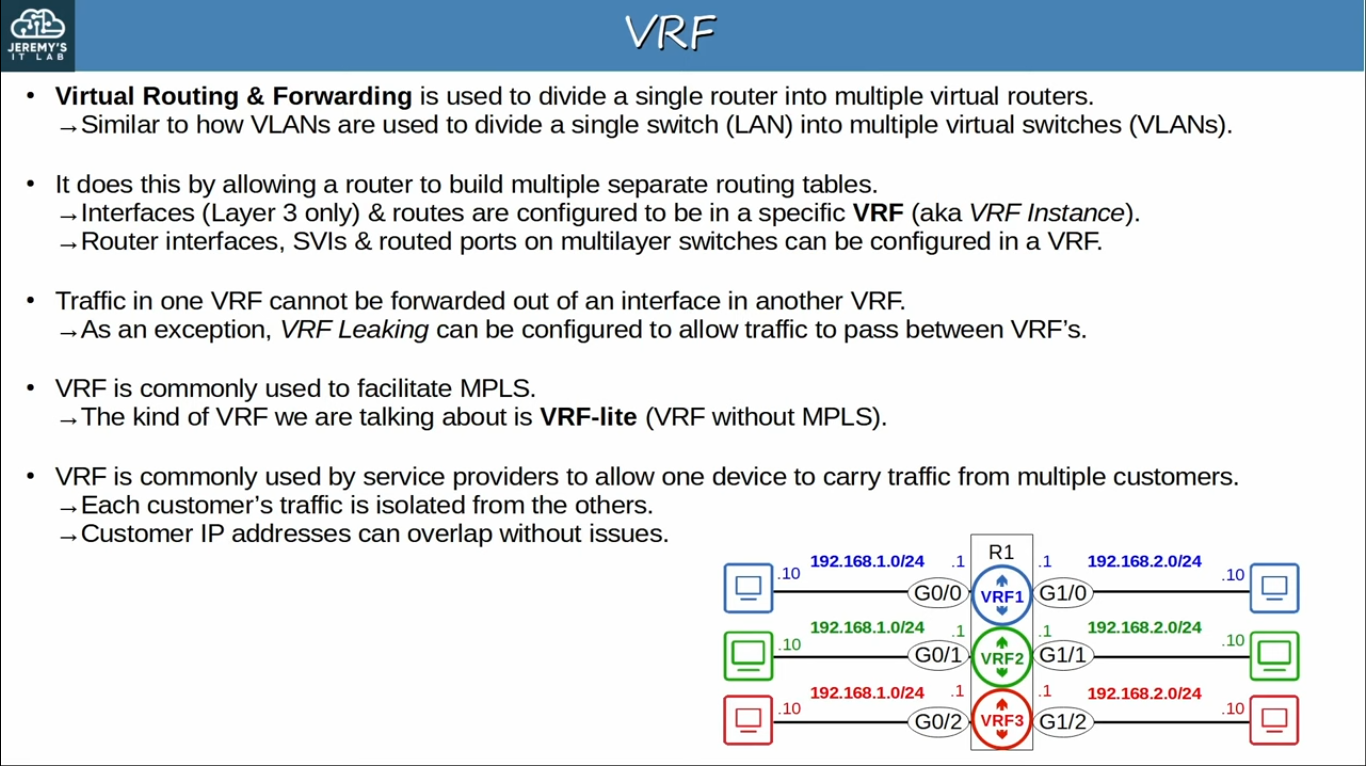 JEREMY'S
IT LAB
VRF
• Virtual Routing & Forwarding is used to divide a single router into multiple virtual routers.
→Similar to how VLANs are used to divide a single switch (LAN) into multiple virtual switches (VLANs).
• It does this by allowing a router to build multiple separate routing tables.
→Interfaces (Layer 3 only) & routes are configured to be in a specific VRF (aka VRF Instance).
→Router interfaces, SVIs & routed ports on multilayer switches can be configured in a VRF.
• Traffic in one VRF cannot be forwarded out of an interface in another VRF.
→As an exception, VRF Leaking can be configured to allow traffic to pass between VRF's.
• VRF is commonly used to facilitate MPLS.
→The kind of VRF we are talking about is VRF-lite (VRF without MPLS).
• VRF is commonly used by service providers to allow one device to carry traffic from multiple customers.
→Each customer's traffic is isolated from the others.
→Customer IP addresses can overlap without issues.
R1
.10 192.168.1.0/24 .1 .1 192.168.2.0/24 .10
G0/0 VRF1 G1/0
.10 192.168.1.0/24 .1 .1 192.168.2.0/24 .10
G0/1 VRF2 G1/1
.10 192.168.1.0/24 .1 .1 192.168.2.0/24 .10
G0/2 VRF3 G1/2